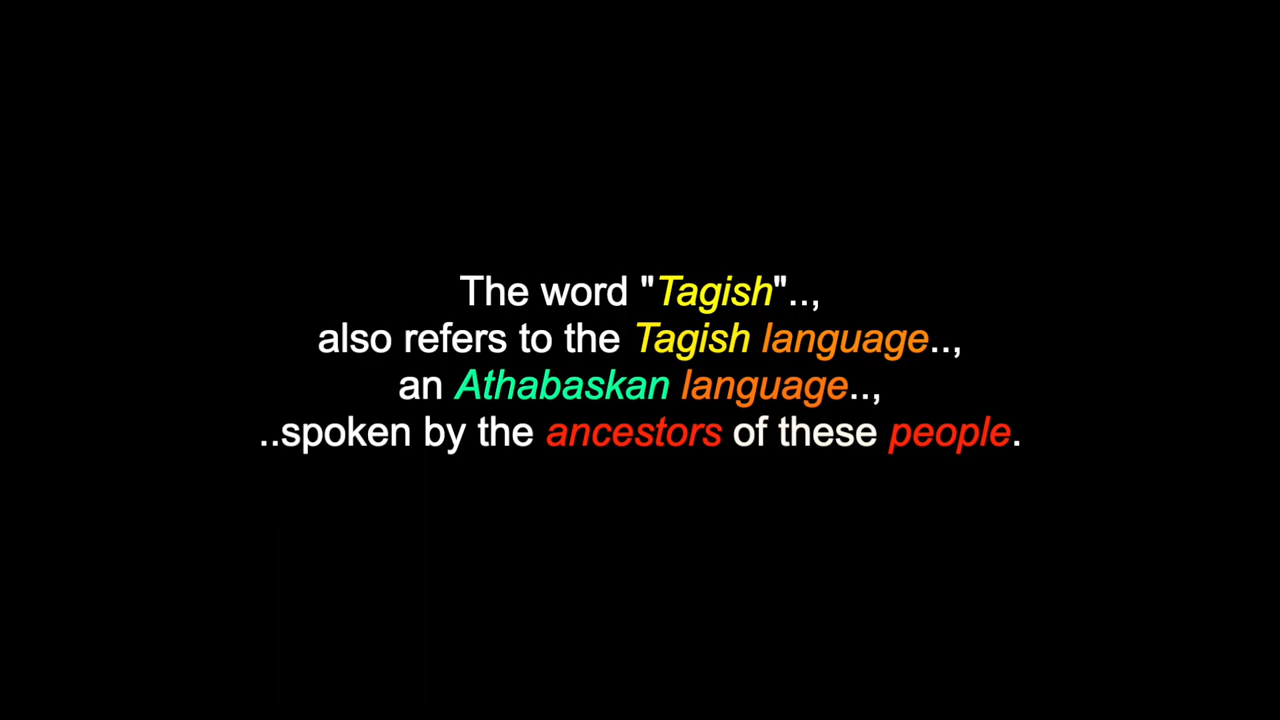 The word "Tagish"..,
also refers to the Tagish language..,
an Athabaskan language..,
..spoken by the ancestors of these people.